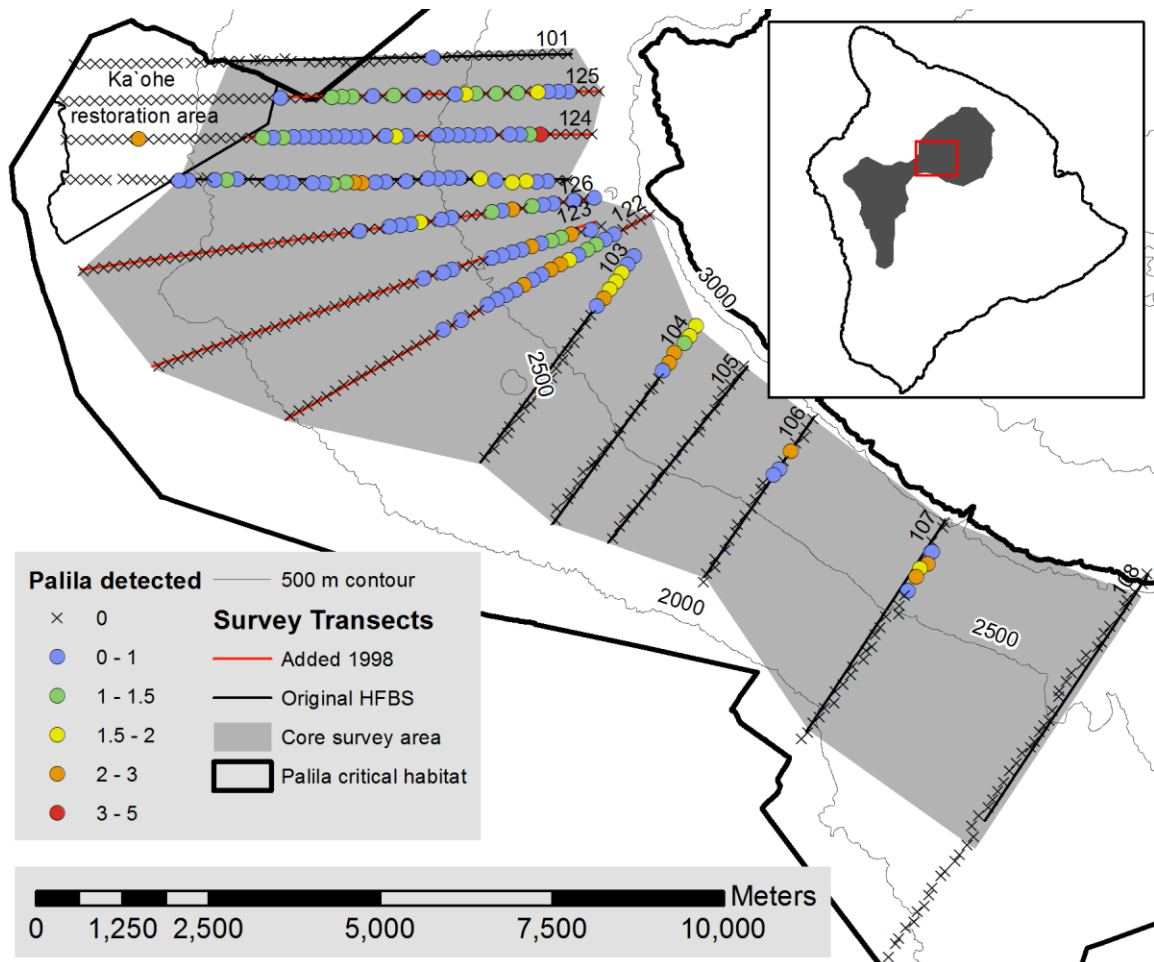 101
Ka`ohe
restoration area
125
124
126
123
122
103
3000
104
2500
105
106
107
108
2000
2500
Palila detected
× 0
0 - 1
1 - 1.5
1.5 - 2
2 - 3
3 - 5
500 m contour
Survey Transects
Added 1998
Original HFBS
Core survey area
Palila critical habitat
Meters
0 1,250 2,500 5,000 7,500 10,000